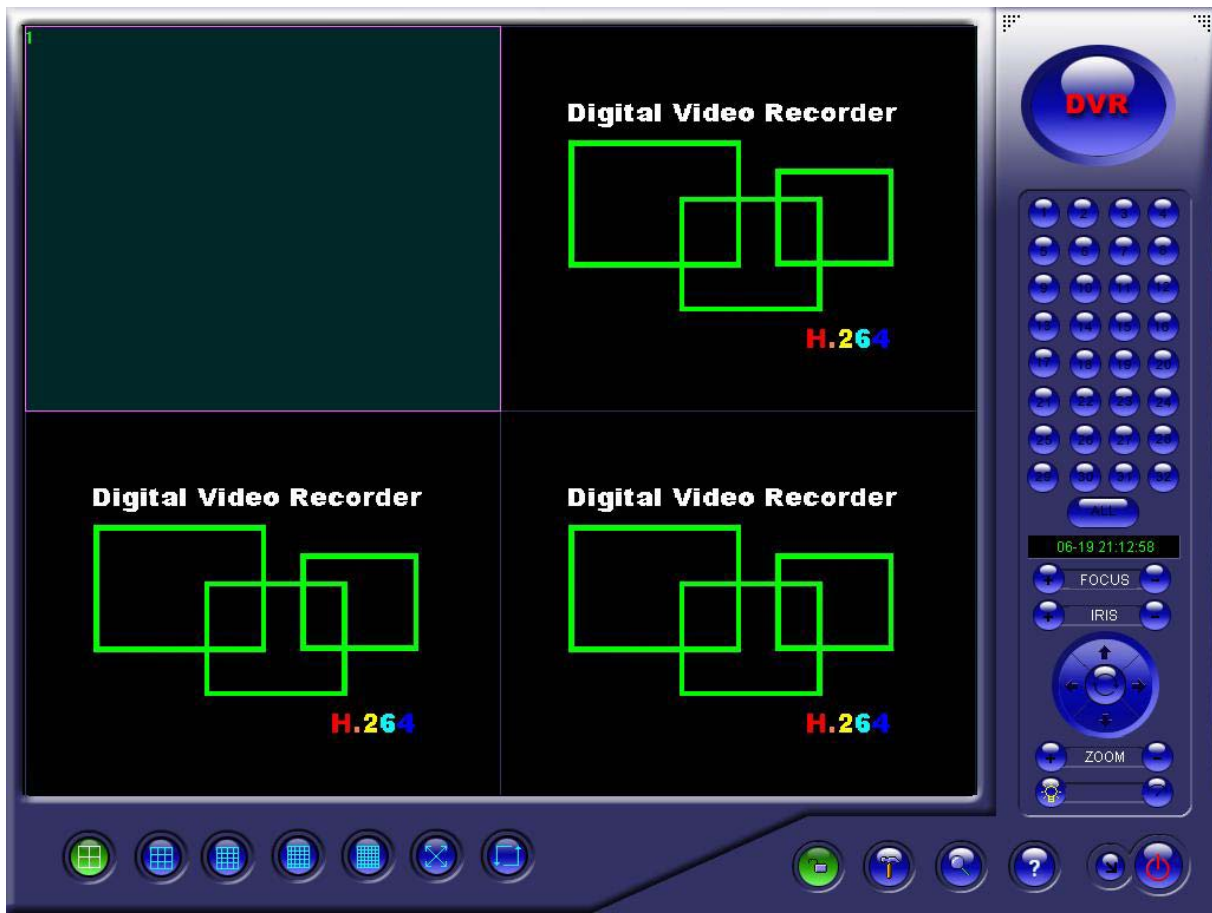 1
Digital Video Recorder
H.264
Digital Video Recorder
H.264
Digital Video Recorder
H.264
DVR
1 2 3 4
5 6 7 8
9 10 11 12
13 14 15 16
17 18 19 20
21 22 23 24
25 26 27 28
29 30 31 32
ALL
06-19 21:12:58
+ FOCUS -
+ IRIS -
+ ZOOM -
?
?